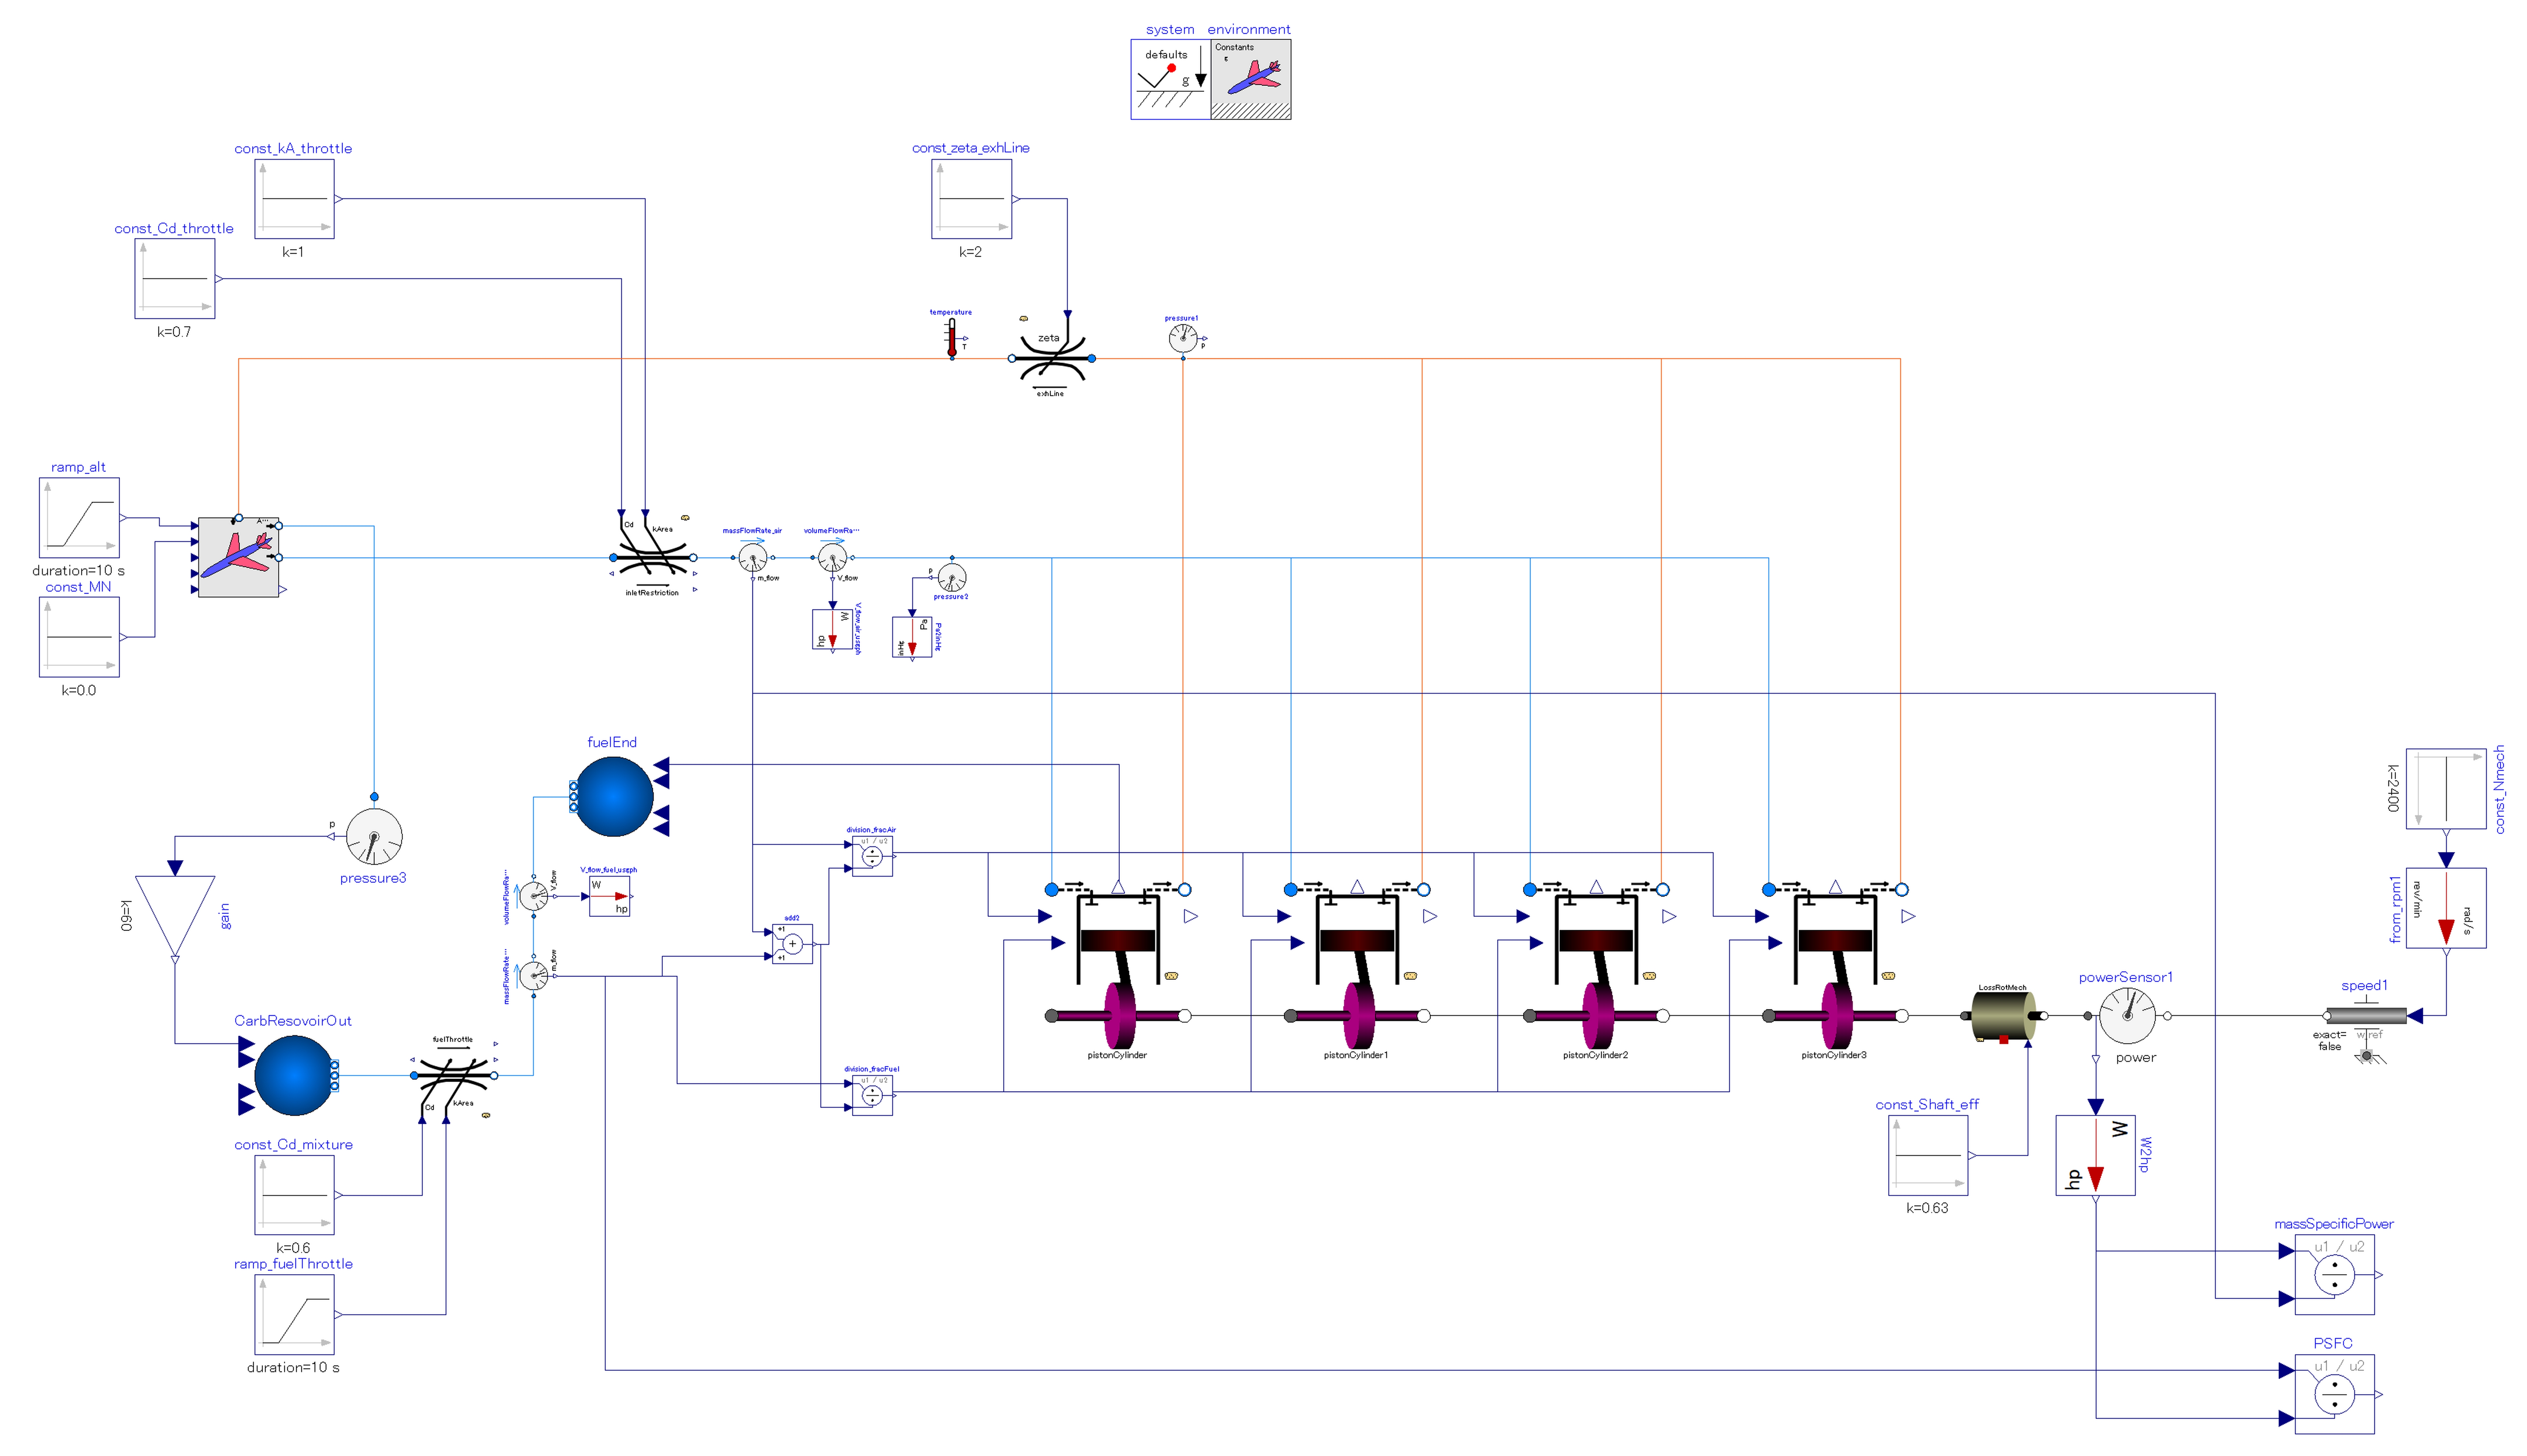 system environment
defaults
g
Constants
const_kA_throttle
k=1
const_Cd_throttle
k=0.7
const_zeta_exhLine
k=2
temperature
T
zeta
exhLine
pressure1
p
ramp_alt
duration=10 s
const_MN
k=0.0
A...
Cd
kArea
inletRestriction
massFlowRate_air
m_flow
volumeFlowRa...
V_flow
W
hp
V_flow_air_usgph
p
pressure2
Pa
inHg
Pa2inHg
fuelEnd
p
pressure3
k=60
gain
volumeFlowRa...
V_flow
V_flow_fuel_usgph
W
hp
massFlowRate...
m_flow
division_fracAir
u1 / u2
add2
+1
+
+1
division_fracFuel
u1 / u2
CarbResovoirOut
fuelThrottle
Cd
kArea
const_Cd_mixture
k=0.6
ramp_fuelThrottle
duration=10 s
pistonCylinder
pistonCylinder1
pistonCylinder2
pistonCylinder3
LossRotMech
const_Shaft_eff
k=0.63
powerSensor1
power
W
hp
W2hp
k=2400
const_Nmech
from_rpm1
rev/min
rad/s
speed1
exact=
false
w_ref
massSpecificPower
u1 / u2
PSFC
u1 / u2